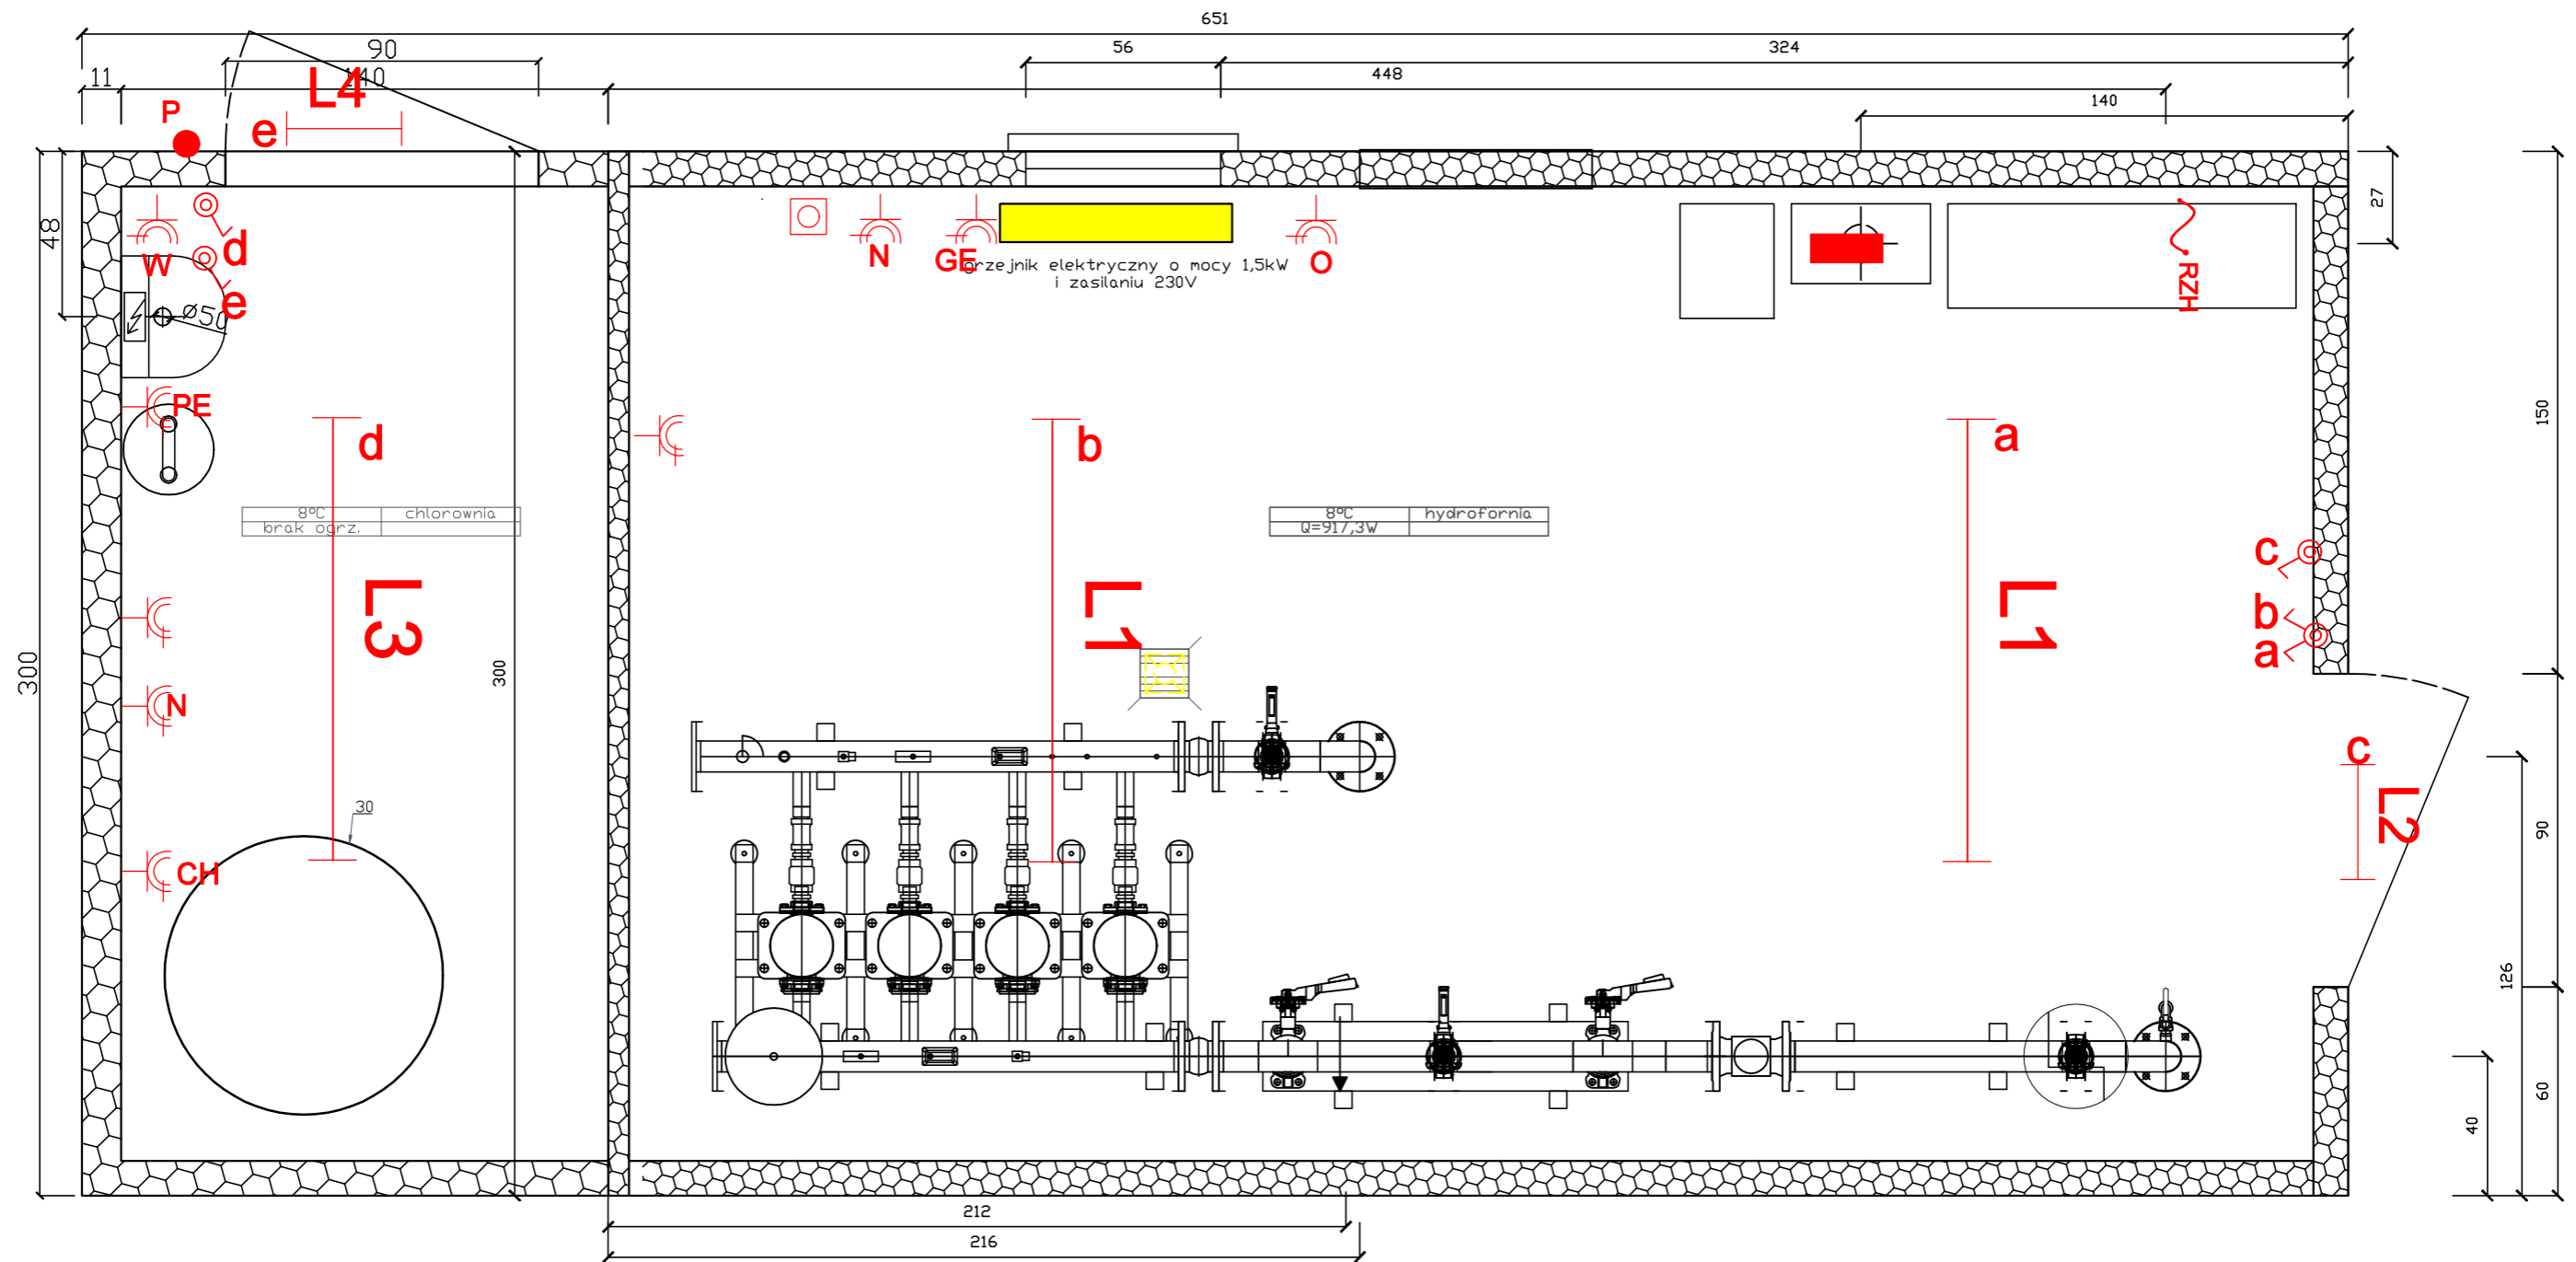 651
90
56
324
11
140
L4
448
140
P
e
27
48
W
d
e
ø50
N
GE
O
grzejnik elektryczny o mocy 1,5kW
i zasilaniu 230V
RZH
PE
d
b
a
150
8°C chlorownia
brak ogrz.
8°C hydrofornia
Q=917,3W
c
b
a
L3
L1
L1
300
300
N
c
L2
30
CH
90
126
40
60
212
216